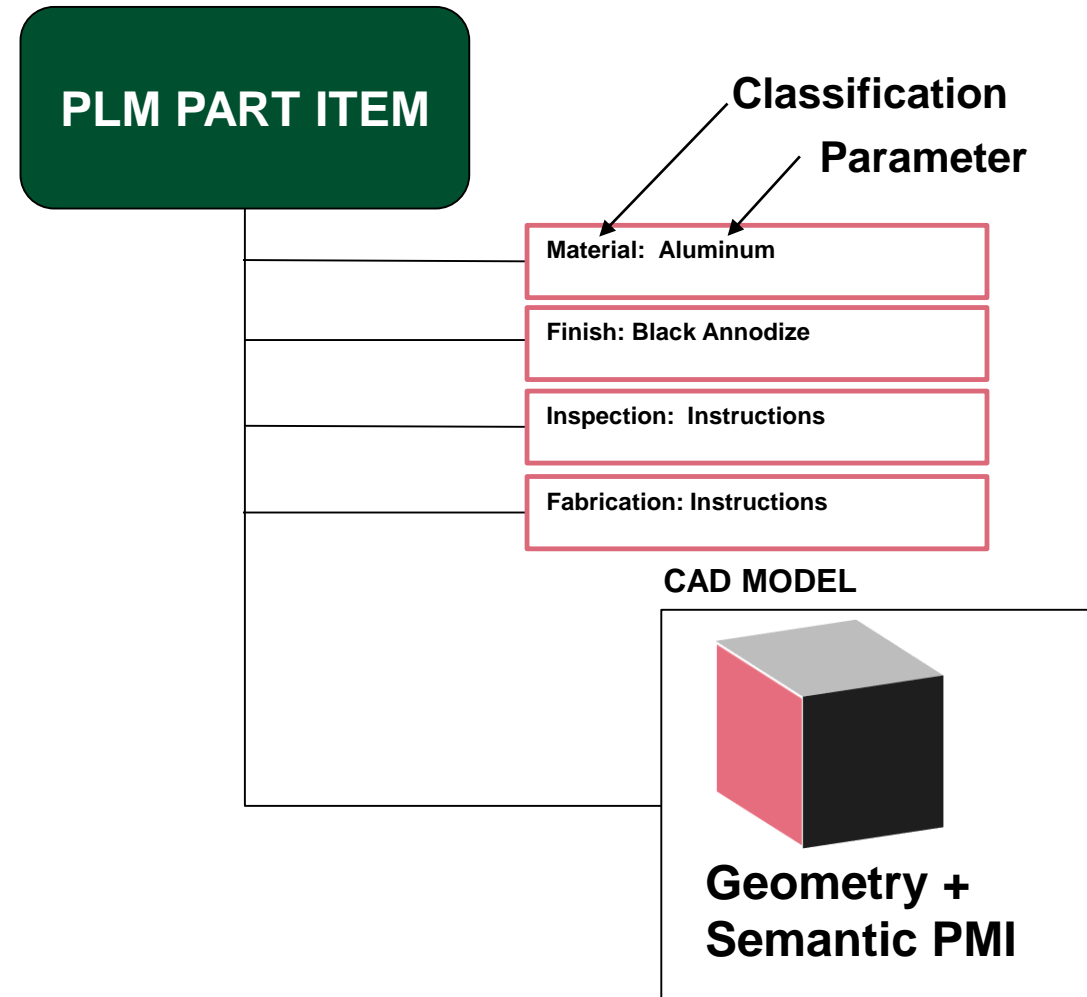 PLM PART ITEM
Classification
Parameter
Material: Aluminum
Finish: Black Annodize
Inspection: Instructions
Fabrication: Instructions
CAD MODEL
Geometry +
Semantic PMI